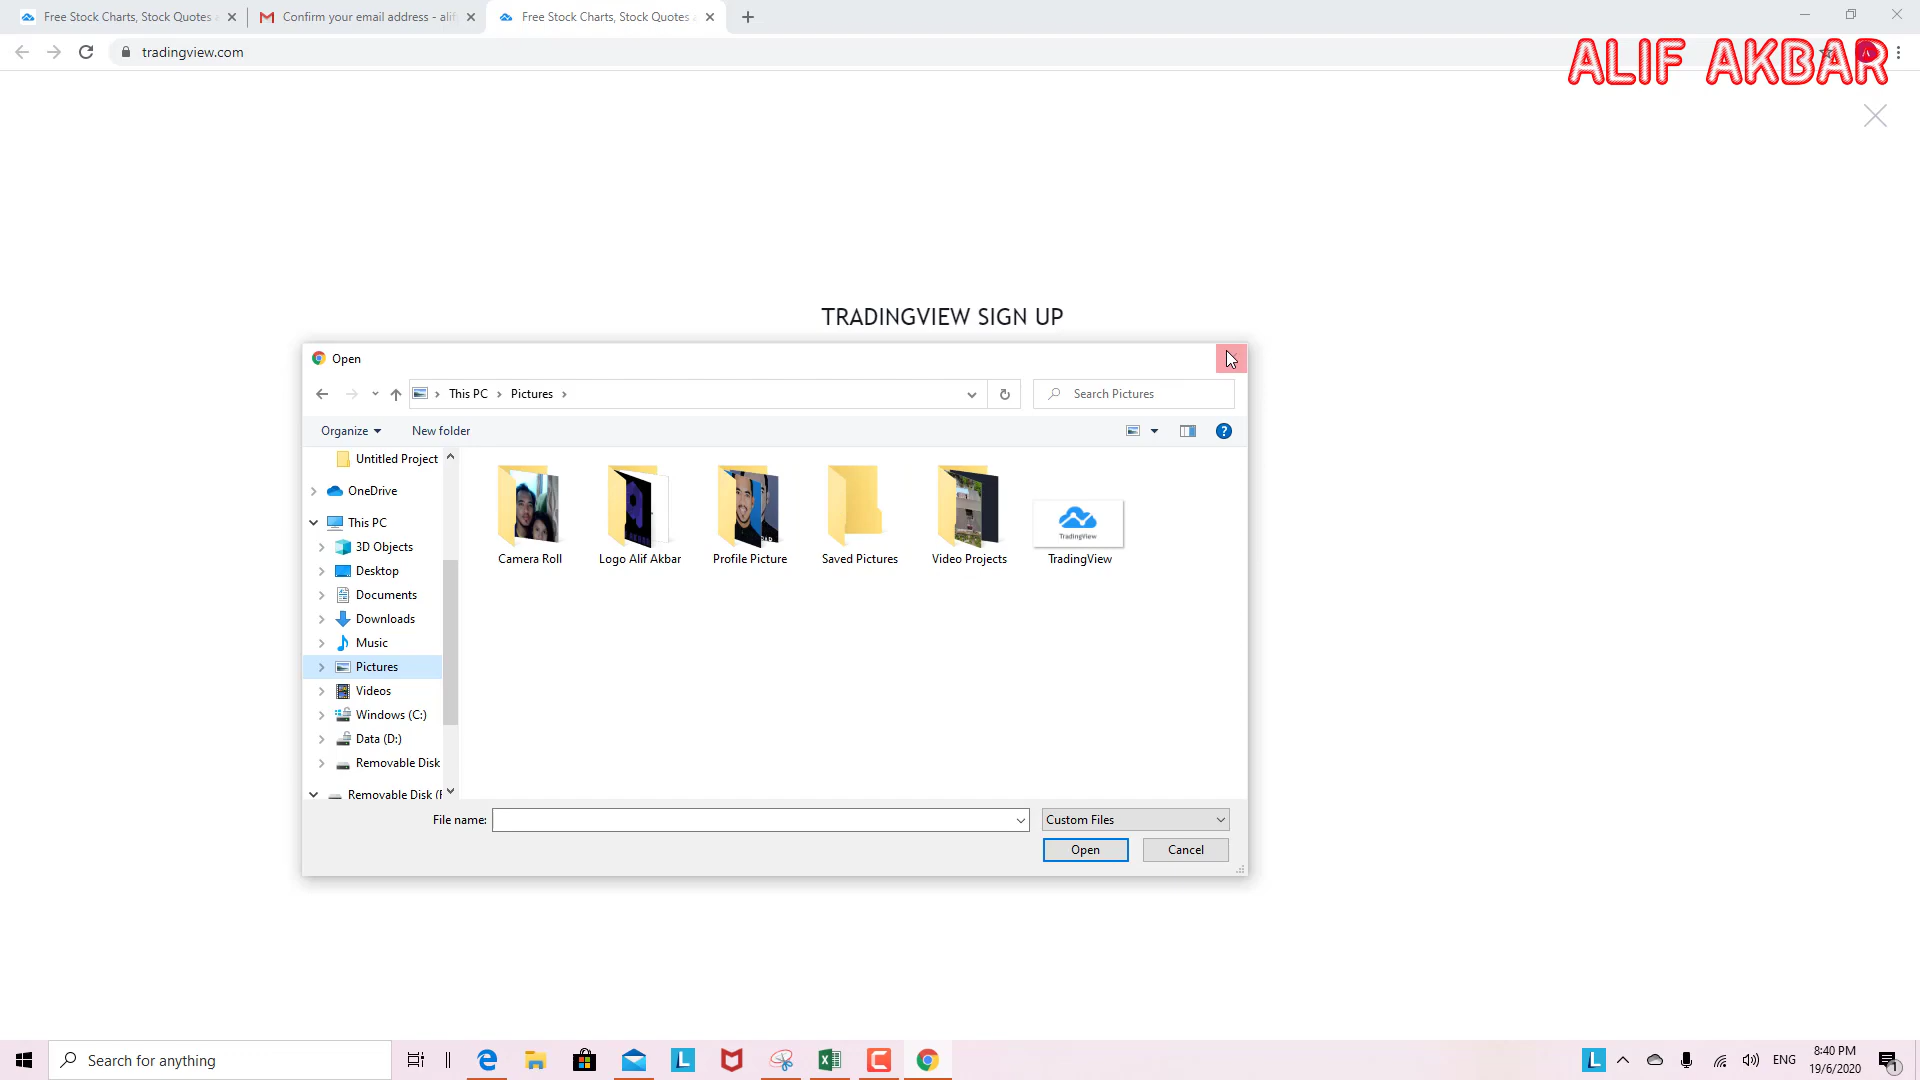 Free Stock Charts, Stock Quotes
Confirm your email address - alif
Free Stock Charts, Stock Quotes
tradingview.com
ALIF AKBAR
TRADINGVIEW SIGN UP
Open
This PC
Pictures
Search Pictures
Organize
New folder
Untitled Project
OneDrive
This PC
3D Objects
Desktop
Documents
Downloads
Music
Pictures
Videos
Windows (C:)
Data (D:)
Removable Disk
Removable Disk (F
Camera Roll
Logo Alif Akbar
Profile Picture
Saved Pictures
Video Projects
TradingView
TradingView
File name:
Custom Files
Open
Cancel
Search for anything
ENG
8:40 PM
19/6/2020
1